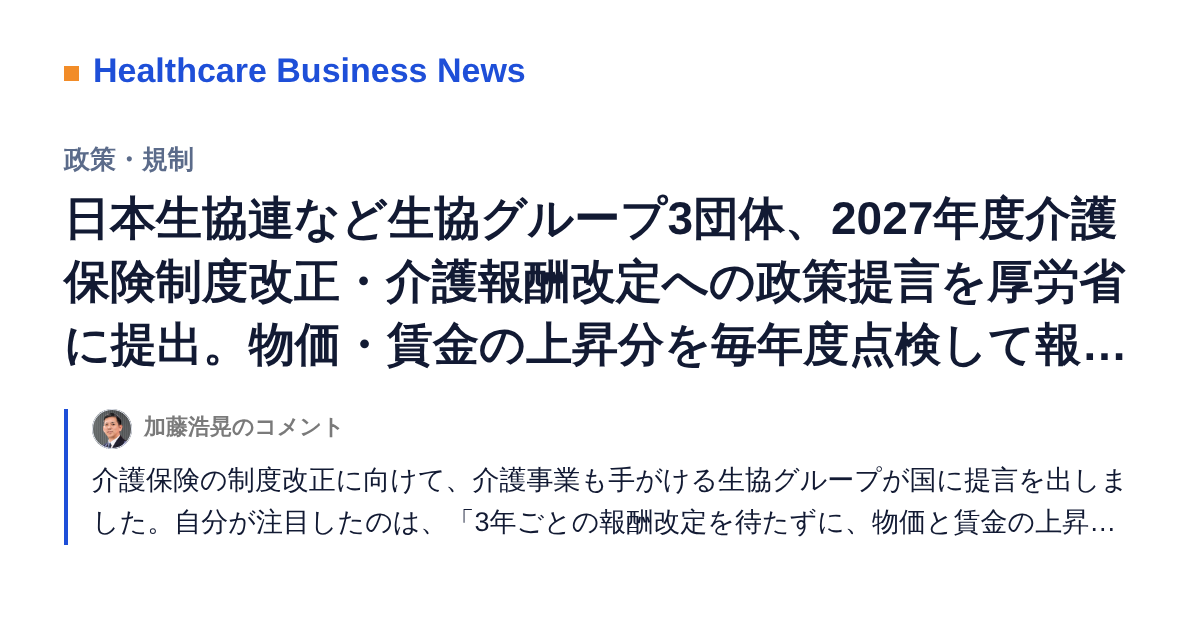 Healthcare Business News
政策・規制
日本生協連など生協グループ3団体、2027年度介護
保険制度改正・介護報酬改定への政策提言を厚労省
に提出。物価・賃金の上昇分を毎年度点検して報…
加藤浩晃のコメント
介護保険の制度改正に向けて、介護事業も手がける生協グループが国に提言を出しま
した。自分が注目したのは、「3年ごとの報酬改定を待たずに、物価と賃金の上昇…